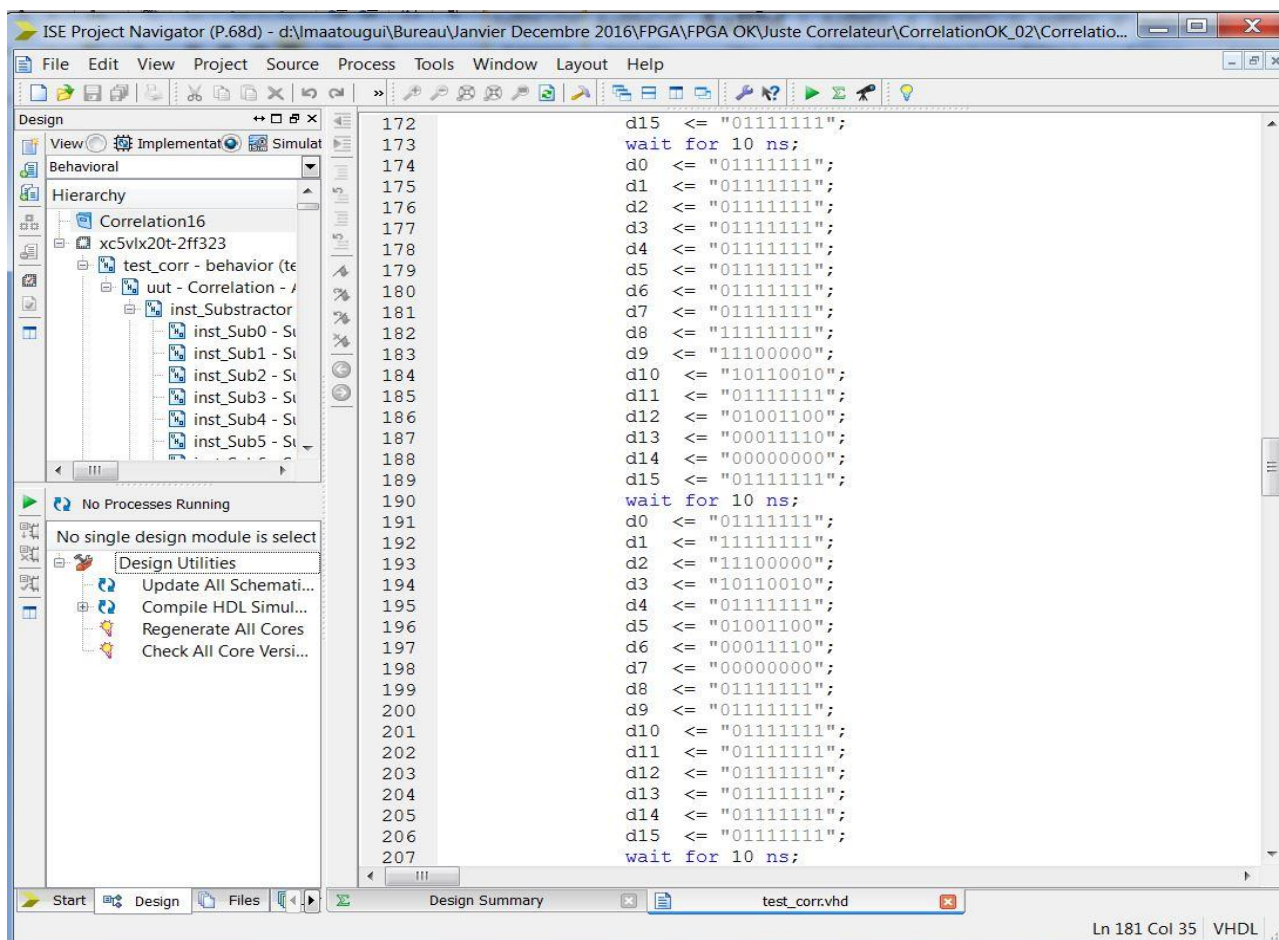 ISE Project Navigator (P.68d) - d:\lmaatougui\Bureau\Janvier Decembre 2016\FPGA\FPGA OK\Juste Correlateur\CorrelationOK_02\Correlatio...
File Edit View Project Source Process Tools Window Layout Help
Design
View Implementat Simulat
Behavioral
Hierarchy
Correlation16
xc5vlx20t-2ff323
test_corr - behavior (te
uut - Correlation - A
inst_Substractor
inst_Sub0 - Su
inst_Sub1 - Su
inst_Sub2 - Su
inst_Sub3 - Su
inst_Sub4 - Su
inst_Sub5 - Su
No Processes Running
No single design module is select
Design Utilities
Update All Schemati...
Compile HDL Simul...
Regenerate All Cores
Check All Core Versi...
172 d15 <= "01111111";
173 wait for 10 ns;
174 d0 <= "01111111";
175 d1 <= "01111111";
176 d2 <= "01111111";
177 d3 <= "01111111";
178 d4 <= "01111111";
179 d5 <= "01111111";
180 d6 <= "01111111";
181 d7 <= "01111111";
182 d8 <= "11111111";
183 d9 <= "11100000";
184 d10 <= "10110010";
185 d11 <= "01111111";
186 d12 <= "01001100";
187 d13 <= "00011110";
188 d14 <= "00000000";
189 d15 <= "01111111";
190 wait for 10 ns;
191 d0 <= "01111111";
192 d1 <= "11111111";
193 d2 <= "11100000";
194 d3 <= "10110010";
195 d4 <= "01111111";
196 d5 <= "01001100";
197 d6 <= "00011110";
198 d7 <= "00000000";
199 d8 <= "01111111";
200 d9 <= "01111111";
201 d10 <= "01111111";
202 d11 <= "01111111";
203 d12 <= "01111111";
204 d13 <= "01111111";
205 d14 <= "01111111";
206 d15 <= "01111111";
207 wait for 10 ns;
Start Design Files Design Summary test_corr.vhd
Ln 181 Col 35 VHDL